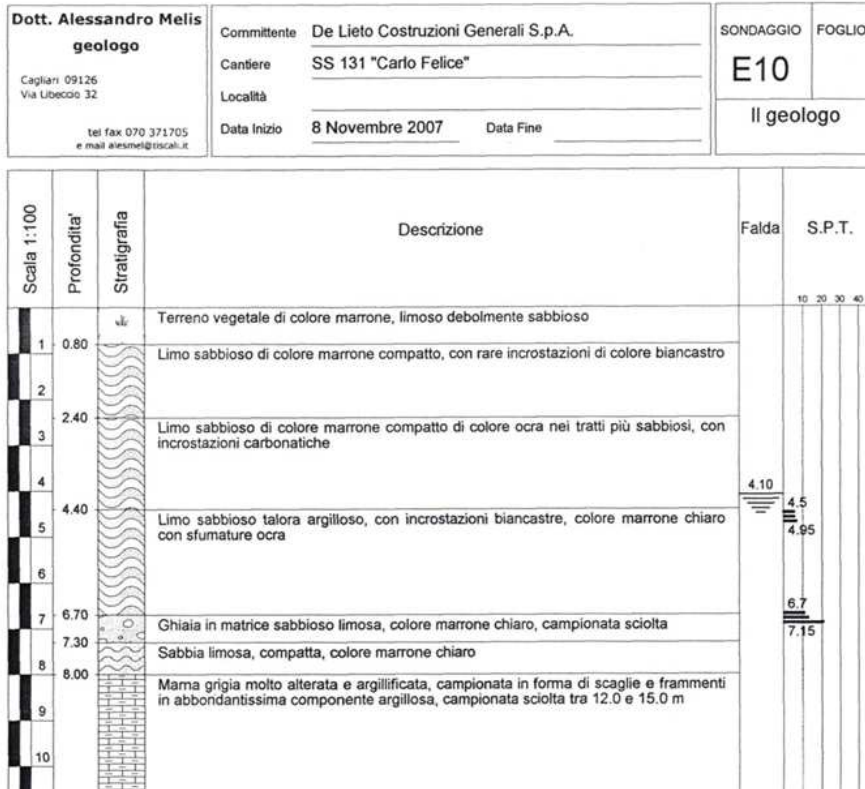 Dott. Alessandro Melis
geologo
Cagliari 09126
Via Libeccio 32
tel fax 070 371705
e mail alesmel@tiscali.it
Committente De Lieto Costruzioni Generali S.p.A.
Cantiere SS 131 "Carlo Felice"
Località
Data Inizio 8 Novembre 2007 Data Fine
SONDAGGIO FOGLIO
E10
Il geologo
Scala 1:100
Profondita'
Stratigrafia
Descrizione
Falda
S.P.T.
10 20 30 40
Terreno vegetale di colore marrone, limoso debolmente sabbioso
1 0.80
Limo sabbioso di colore marrone compatto, con rare incrostazioni di colore biancastro
2
2.40
Limo sabbioso di colore marrone compatto di colore ocra nei tratti più sabbiosi, con
3
incrostazioni carbonatiche
4
4.10
4.40
4.5
Limo sabbioso talora argilloso, con incrostazioni biancastre, colore marrone chiaro
5
con sfumature ocra
4.95
6
6.7
6.70
7
Ghiaia in matrice sabbioso limosa, colore marrone chiaro, campionata sciolta
7.15
7.30
Sabbia limosa, compatta, colore marrone chiaro
8
8.00
Marna grigia molto alterata e argillificata, campionata in forma di scaglie e frammenti
in abbondantissima componente argillosa, campionata sciolta tra 12.0 e 15.0 m
9
10